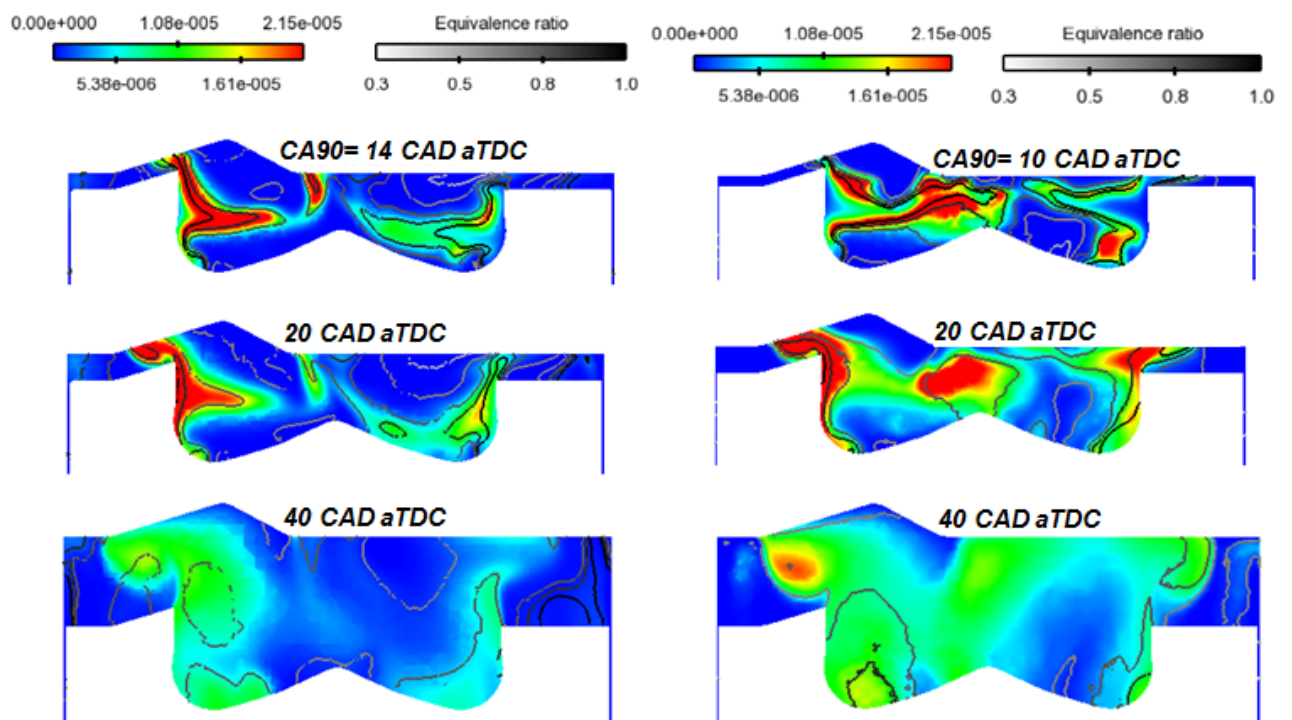 0.00e+000 1.08e-005 2.15e-005 Equivalence ratio
5.38e-006 1.61e-005 0.3 0.5 0.8 1.0
0.00e+000 1.08e-005 2.15e-005 Equivalence ratio
5.38e-006 1.61e-005 0.3 0.5 0.8 1.0
CA90= 14 CAD aTDC
CA90= 10 CAD aTDC
20 CAD aTDC
20 CAD aTDC
40 CAD aTDC
40 CAD aTDC